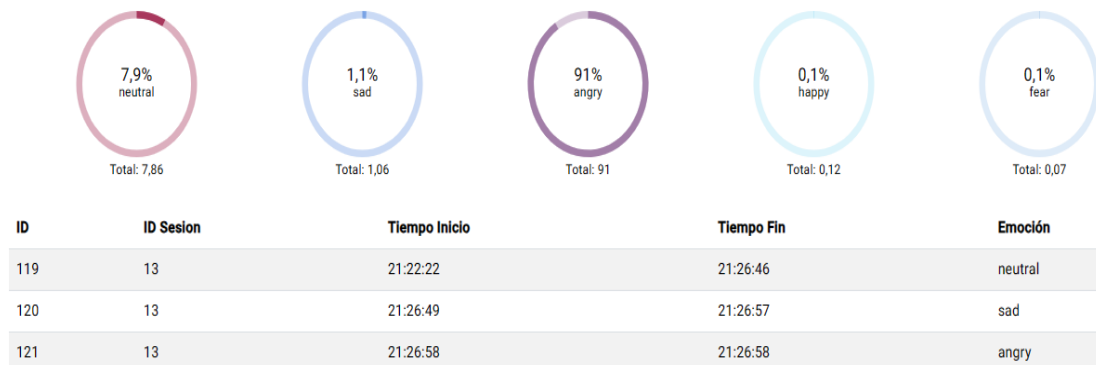 7,9%
neutral
Total: 7,86
1,1%
sad
Total: 1,06
91%
angry
Total: 91
0,1%
happy
Total: 0,12
0,1%
fear
Total: 0,07
ID ID Sesion Tiempo Inicio Tiempo Fin Emoción
119 13 21:22:22 21:26:46 neutral
120 13 21:26:49 21:26:57 sad
121 13 21:26:58 21:26:58 angry